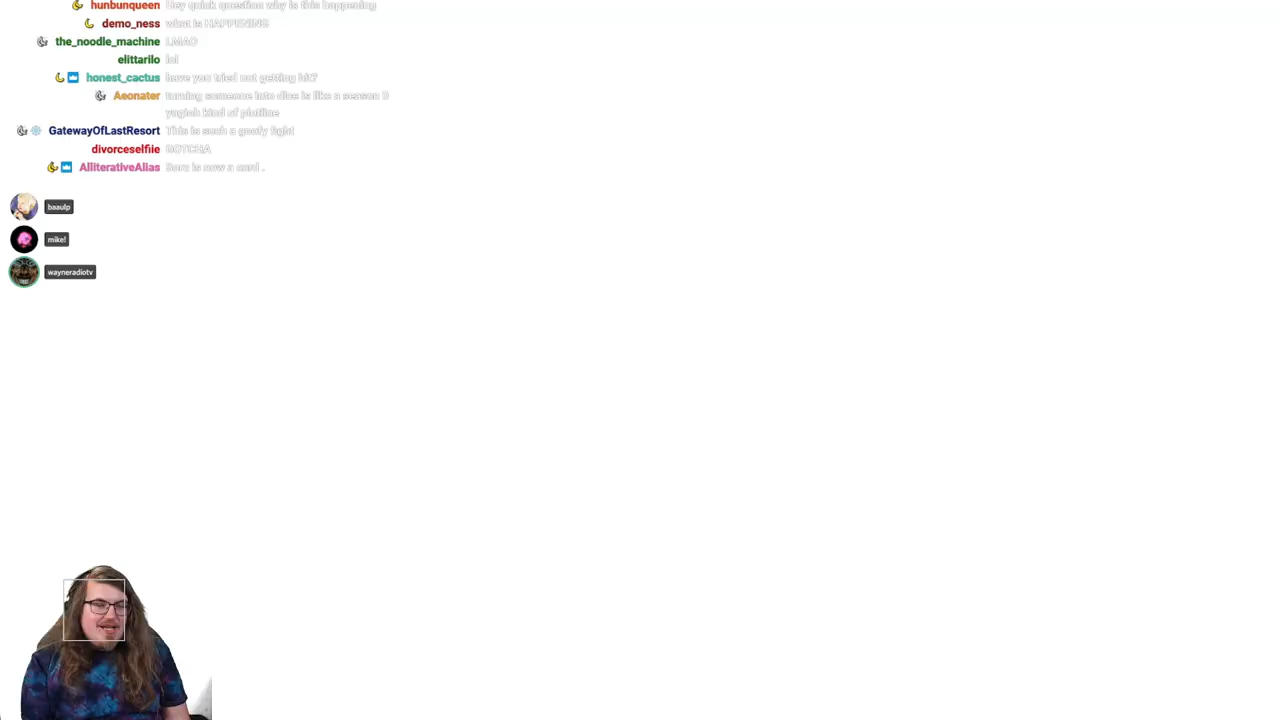 hunbunqueen Hey quick question why is this happening
demo_ness what is HAPPENING
the_noodle_machine LMAO
elittarilo lol
honest_cactus have you tried not getting hit?
Aeonater turning someone into dice is like a season 0
yugioh kind of plotline
GatewayOfLastResort This is such a goofy fight
divorceselfiie GOTCHA
AlliterativeAlias Sora is now a card .
baaulp
mike!
wayneradiotv